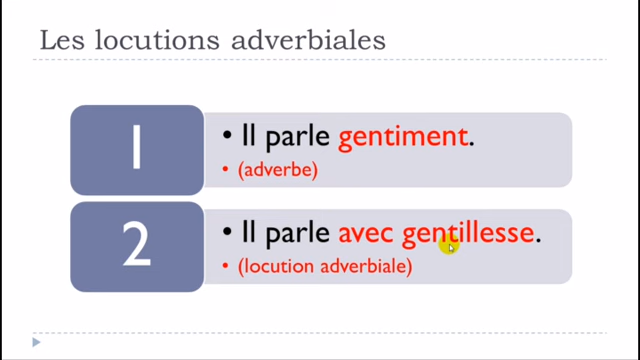 Les locutions adverbiales
1
• Il parle gentiment.
• (adverbe)
2
• Il parle avec gentillesse.
• (locution adverbiale)